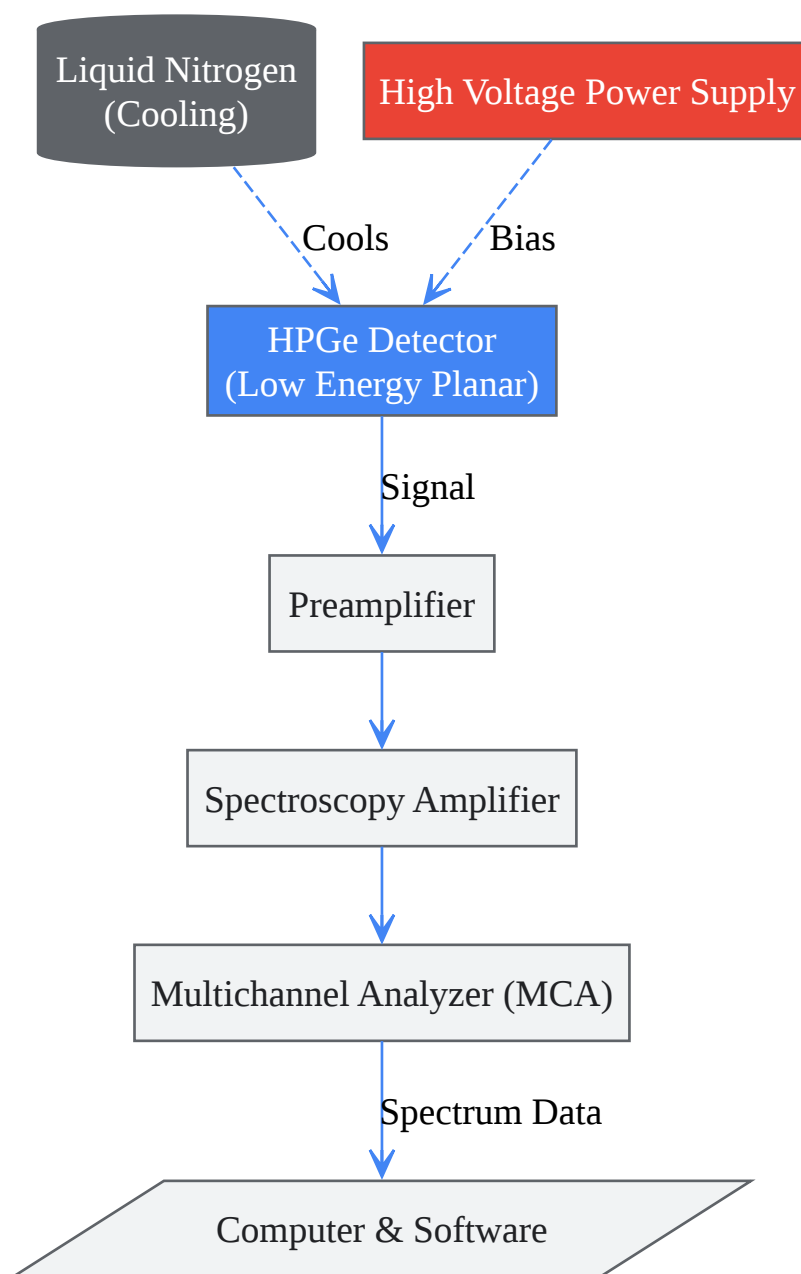 Liquid Nitrogen
(Cooling)
High Voltage Power Supply
Cools
Bias
HPGe Detector
(Low Energy Planar)
Signal
Preamplifier
Spectroscopy Amplifier
Multichannel Analyzer (MCA)
Spectrum Data
Computer & Software